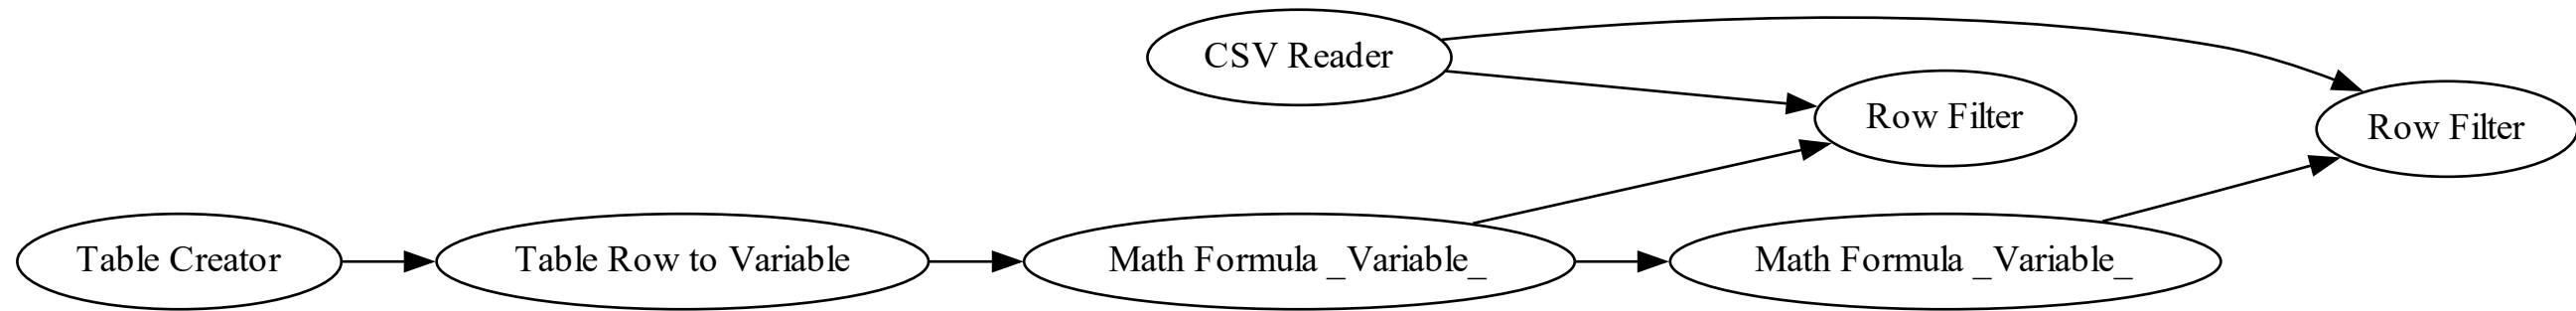 CSV Reader
Row Filter
Row Filter
Table Creator
Table Row to Variable
Math Formula _Variable_
Math Formula _Variable_